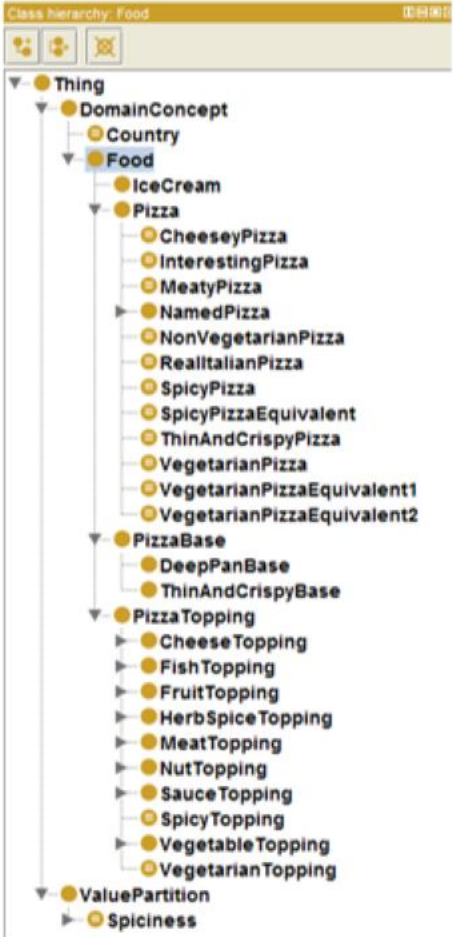 Class hierarchy: Food
Thing
DomainConcept
Country
Food
IceCream
Pizza
CheeseyPizza
InterestingPizza
MeatyPizza
NamedPizza
NonVegetarianPizza
RealItalianPizza
SpicyPizza
SpicyPizzaEquivalent
ThinAndCrispyPizza
VegetarianPizza
VegetarianPizzaEquivalent1
VegetarianPizzaEquivalent2
PizzaBase
DeepPanBase
ThinAndCrispyBase
PizzaTopping
CheeseTopping
FishTopping
FruitTopping
HerbSpiceTopping
MeatTopping
NutTopping
SauceTopping
SpicyTopping
VegetableTopping
VegetarianTopping
ValuePartition
Spiciness